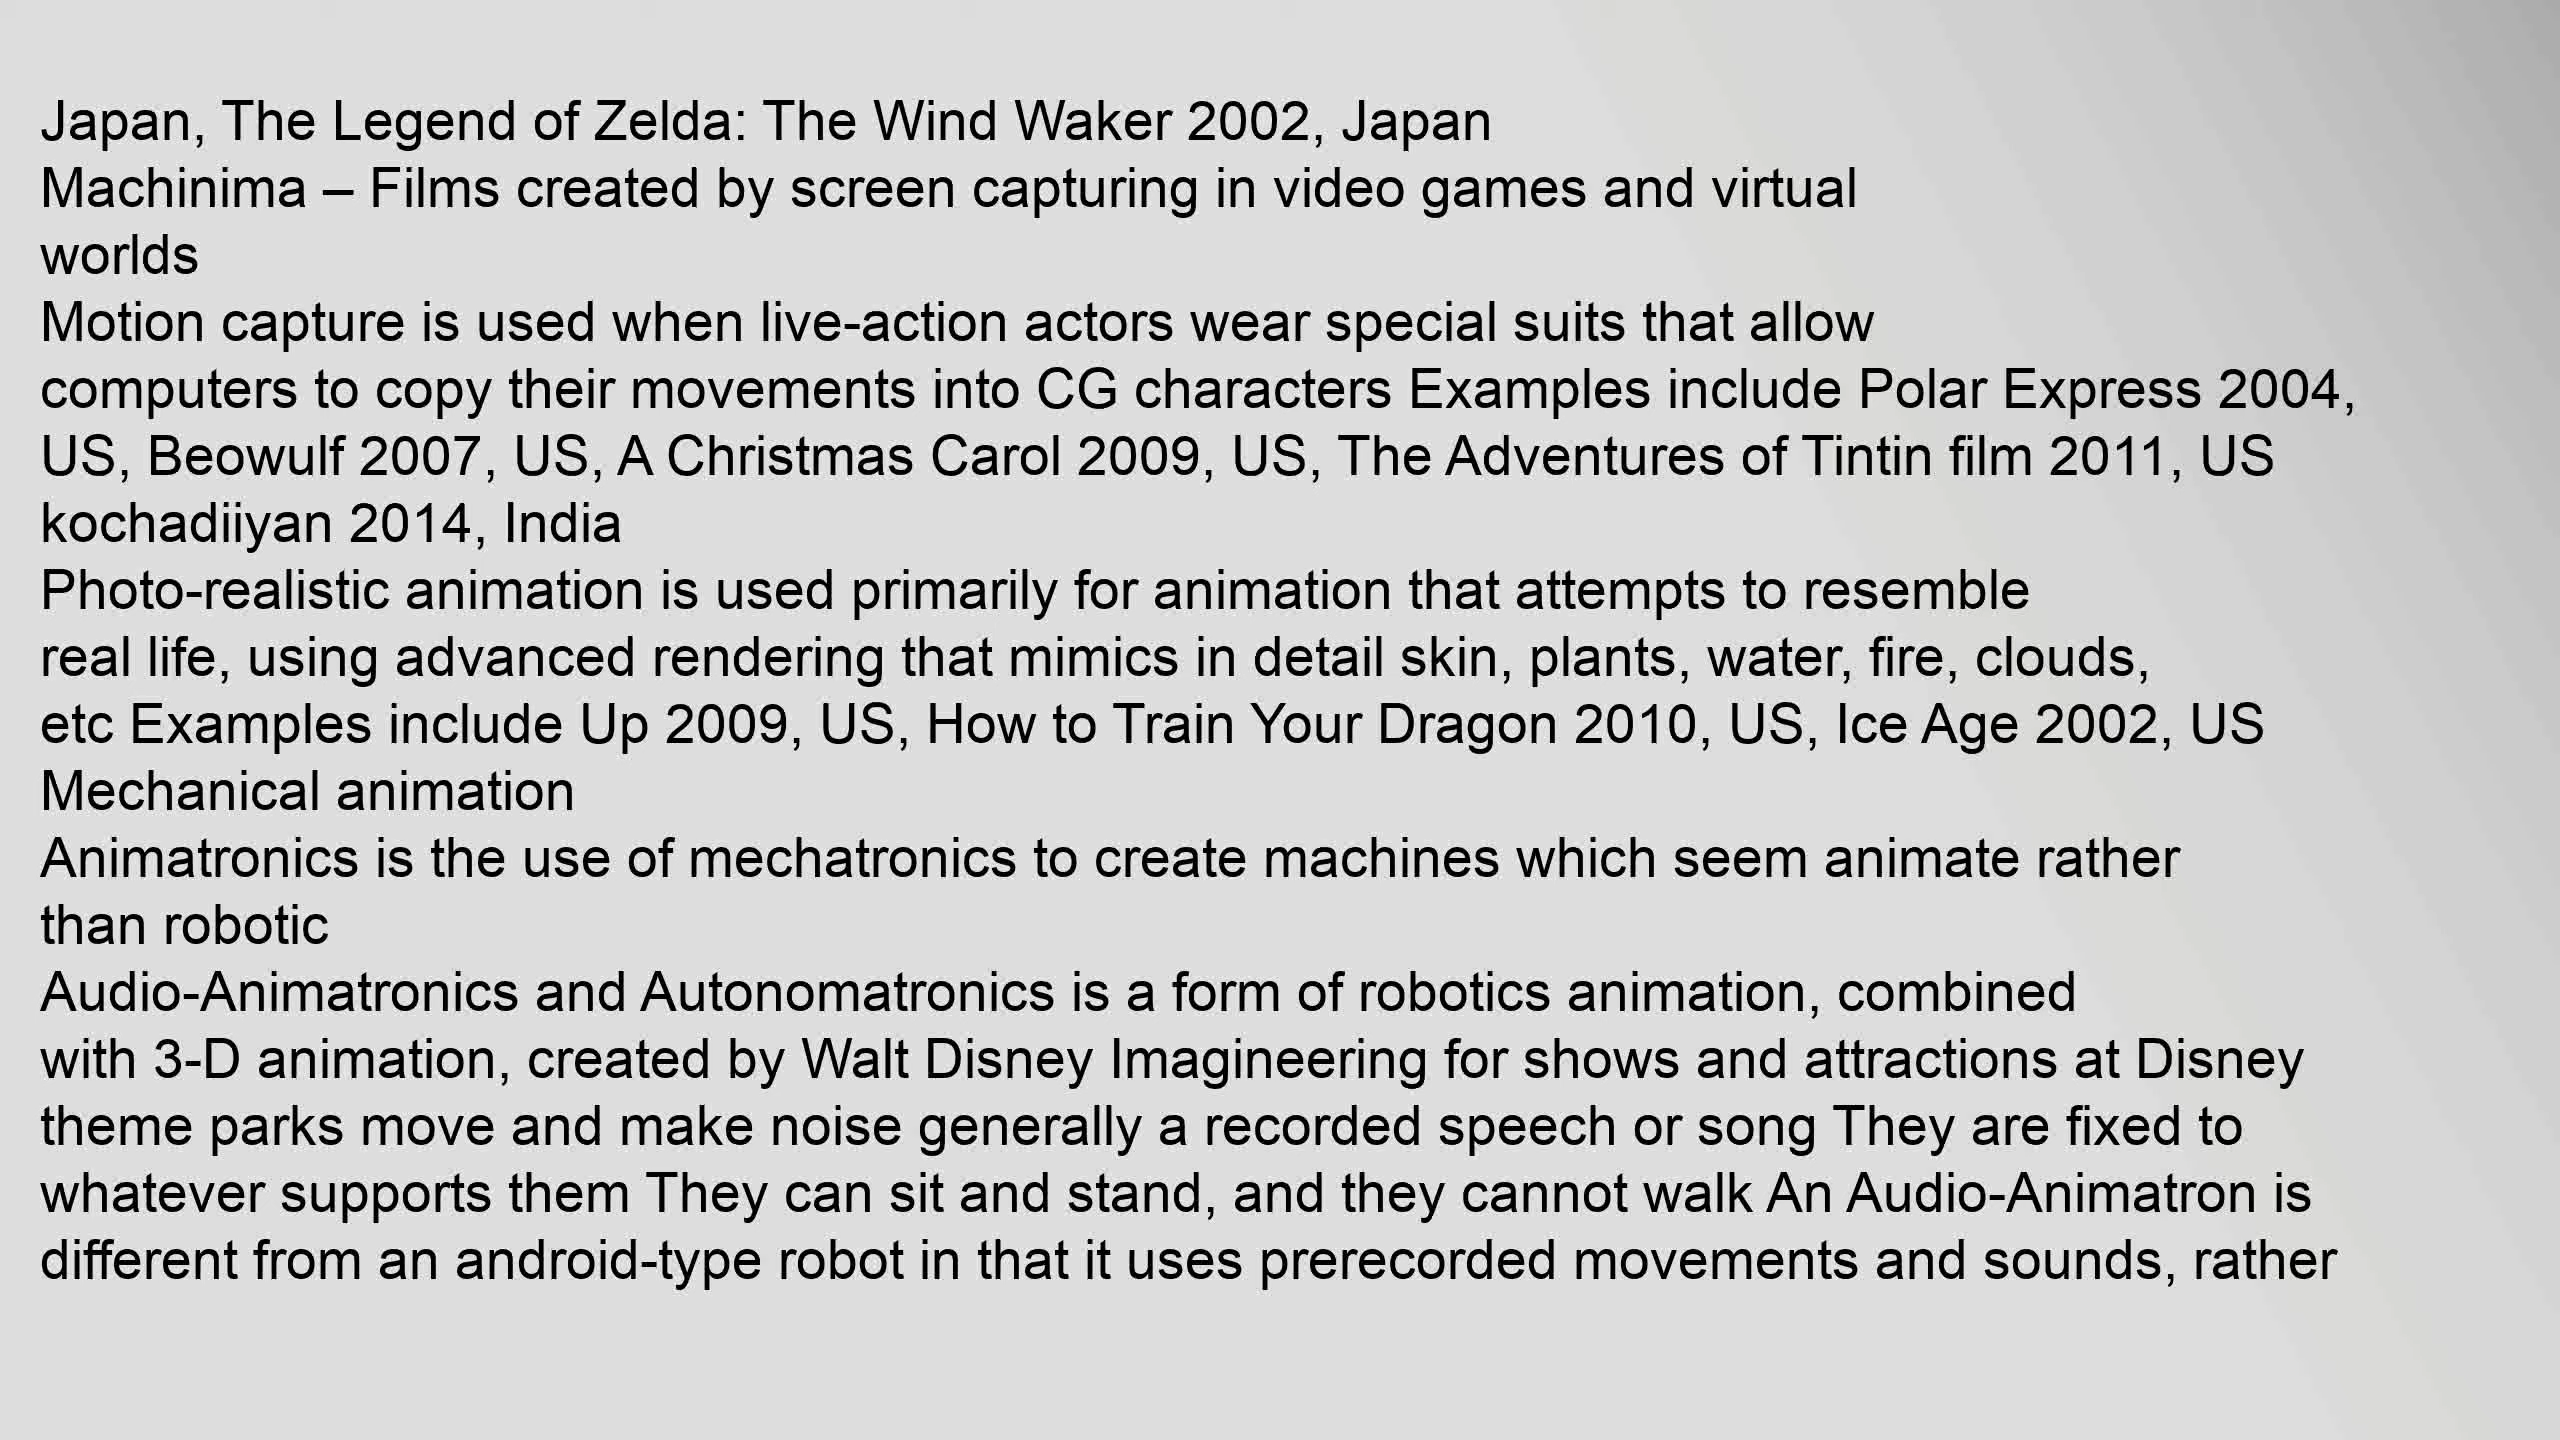 Japan, The Legend of Zelda: The Wind Waker 2002, Japan
Machinima – Films created by screen capturing in video games and virtual
worlds
Motion capture is used when live-action actors wear special suits that allow
computers to copy their movements into CG characters Examples include Polar Express 2004,
US, Beowulf 2007, US, A Christmas Carol 2009, US, The Adventures of Tintin film 2011, US
kochadiiyan 2014, India
Photo-realistic animation is used primarily for animation that attempts to resemble
real life, using advanced rendering that mimics in detail skin, plants, water, fire, clouds,
etc Examples include Up 2009, US, How to Train Your Dragon 2010, US, Ice Age 2002, US
Mechanical animation
Animatronics is the use of mechatronics to create machines which seem animate rather
than robotic
Audio-Animatronics and Autonomatronics is a form of robotics animation, combined
with 3-D animation, created by Walt Disney Imagineering for shows and attractions at Disney
theme parks move and make noise generally a recorded speech or song They are fixed to
whatever supports them They can sit and stand, and they cannot walk An Audio-Animatron is
different from an android-type robot in that it uses prerecorded movements and sounds, rather